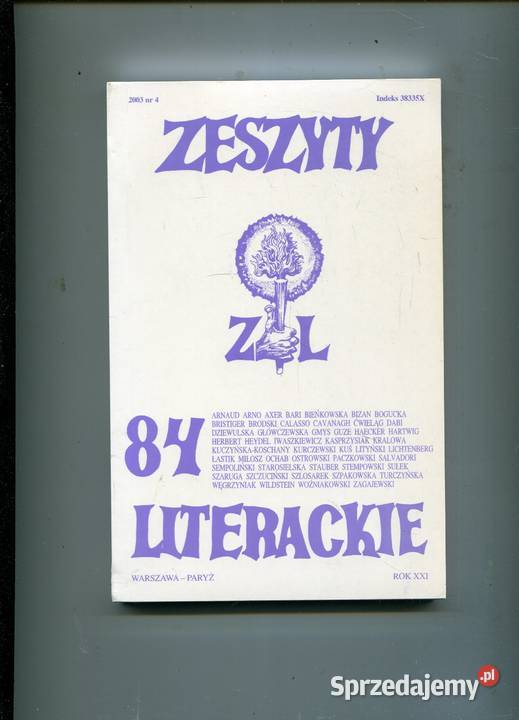 2003 nr 4 Indeks 38335X
ZESZYTY
Z L
84
ARNAUD ARNO AXER BARI BIEŃKOWSKA BIZAN BOGUCKA
BRISTIGER BRODSKI CALASSO CAVANAGH ĆWIELĄG DABI
DZIEWULSKA GŁÓWCZEWSKA GMYS GUZE HAECKER HARTWIG
HERBERT HEYDEL IWASZKIEWICZ KASPRZYSIAK KRALOWA
KUCZYŃSKA-KOSCHANY KURCZEWSKI KUŚ LITYŃSKI LICHTENBERG
ŁASTIK MIŁOSZ OCHAB OSTROWSKI PACZKOWSKI SALVADORI
SEMPOLIŃSKI STAROSIELSKA STAUBER STEMPOWSKI SUŁEK
SZARUGA SZCZUCIŃSKI SZLOSAREK SZPAKOWSKA TURCZYŃSKA
WĘGRZYNIAK WILDSTEIN WOŹNIAKOWSKI ZAGAJEWSKI
LITERACKIE
WARSZAWA – PARYŻ ROK XXI
Sprzedajemy.pl